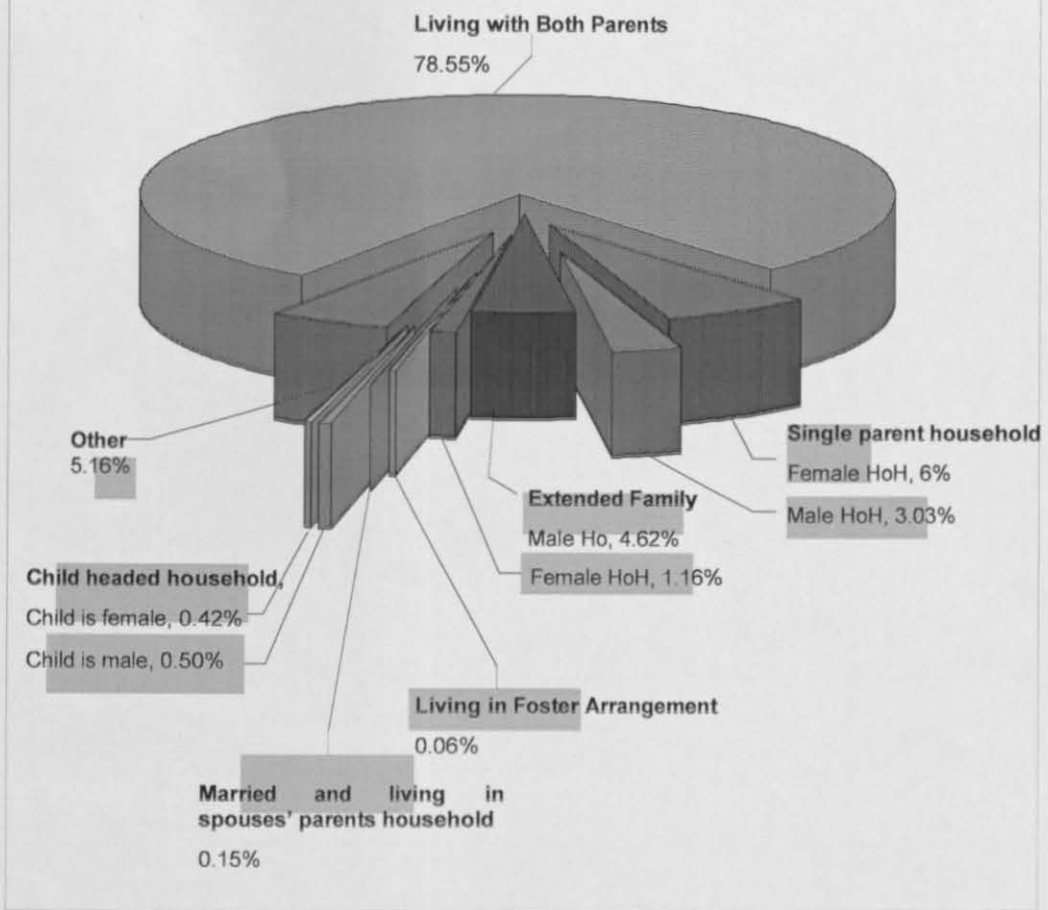 Living with Both Parents
78.55%
Other
5.16%
Single parent household
Female HoH, 6%
Male HoH, 3.03%
Extended Family
Male Ho, 4.62%
Female HoH, 1.16%
Child headed household,
Child is female, 0.42%
Child is male, 0.50%
Living in Foster Arrangement
0.06%
Married and living in
spouses' parents household
0.15%